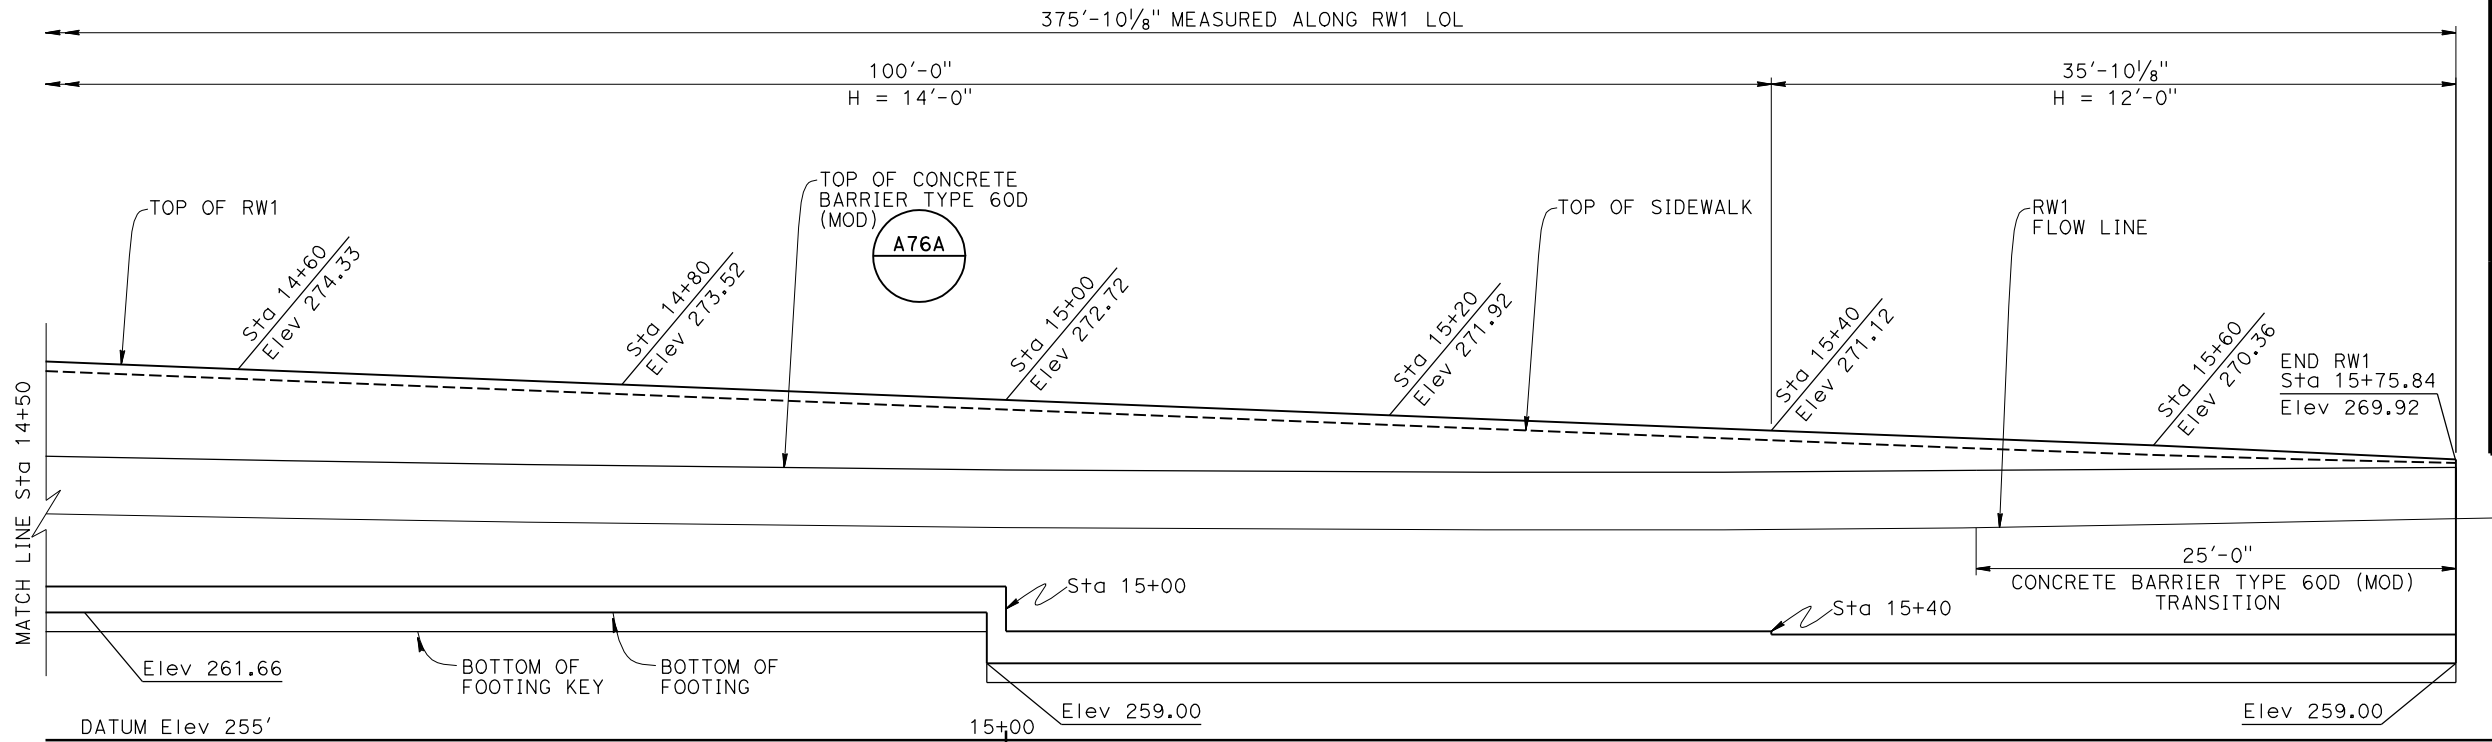 375'-10⅛" MEASURED ALONG RW1 LOL
100'-0"
H = 14'-0"
35'-10⅛"
H = 12'-0"
TOP OF RW1
TOP OF CONCRETE
BARRIER TYPE 60D
(MOD)
A76A
TOP OF SIDEWALK
RW1
FLOW LINE
Sta 14+60
Elev 274.33
Sta 14+80
Elev 273.52
Sta 15+00
Elev 272.72
Sta 15+20
Elev 271.92
Sta 15+40
Elev 271.12
Sta 15+60
Elev 270.36
END RW1
Sta 15+75.84
Elev 269.92
MATCH LINE Sta 14+50
25'-0"
CONCRETE BARRIER TYPE 60D (MOD)
TRANSITION
Sta 15+00
Sta 15+40
Elev 261.66
BOTTOM OF
FOOTING KEY
BOTTOM OF
FOOTING
Elev 259.00
Elev 259.00
DATUM Elev 255'
15+00